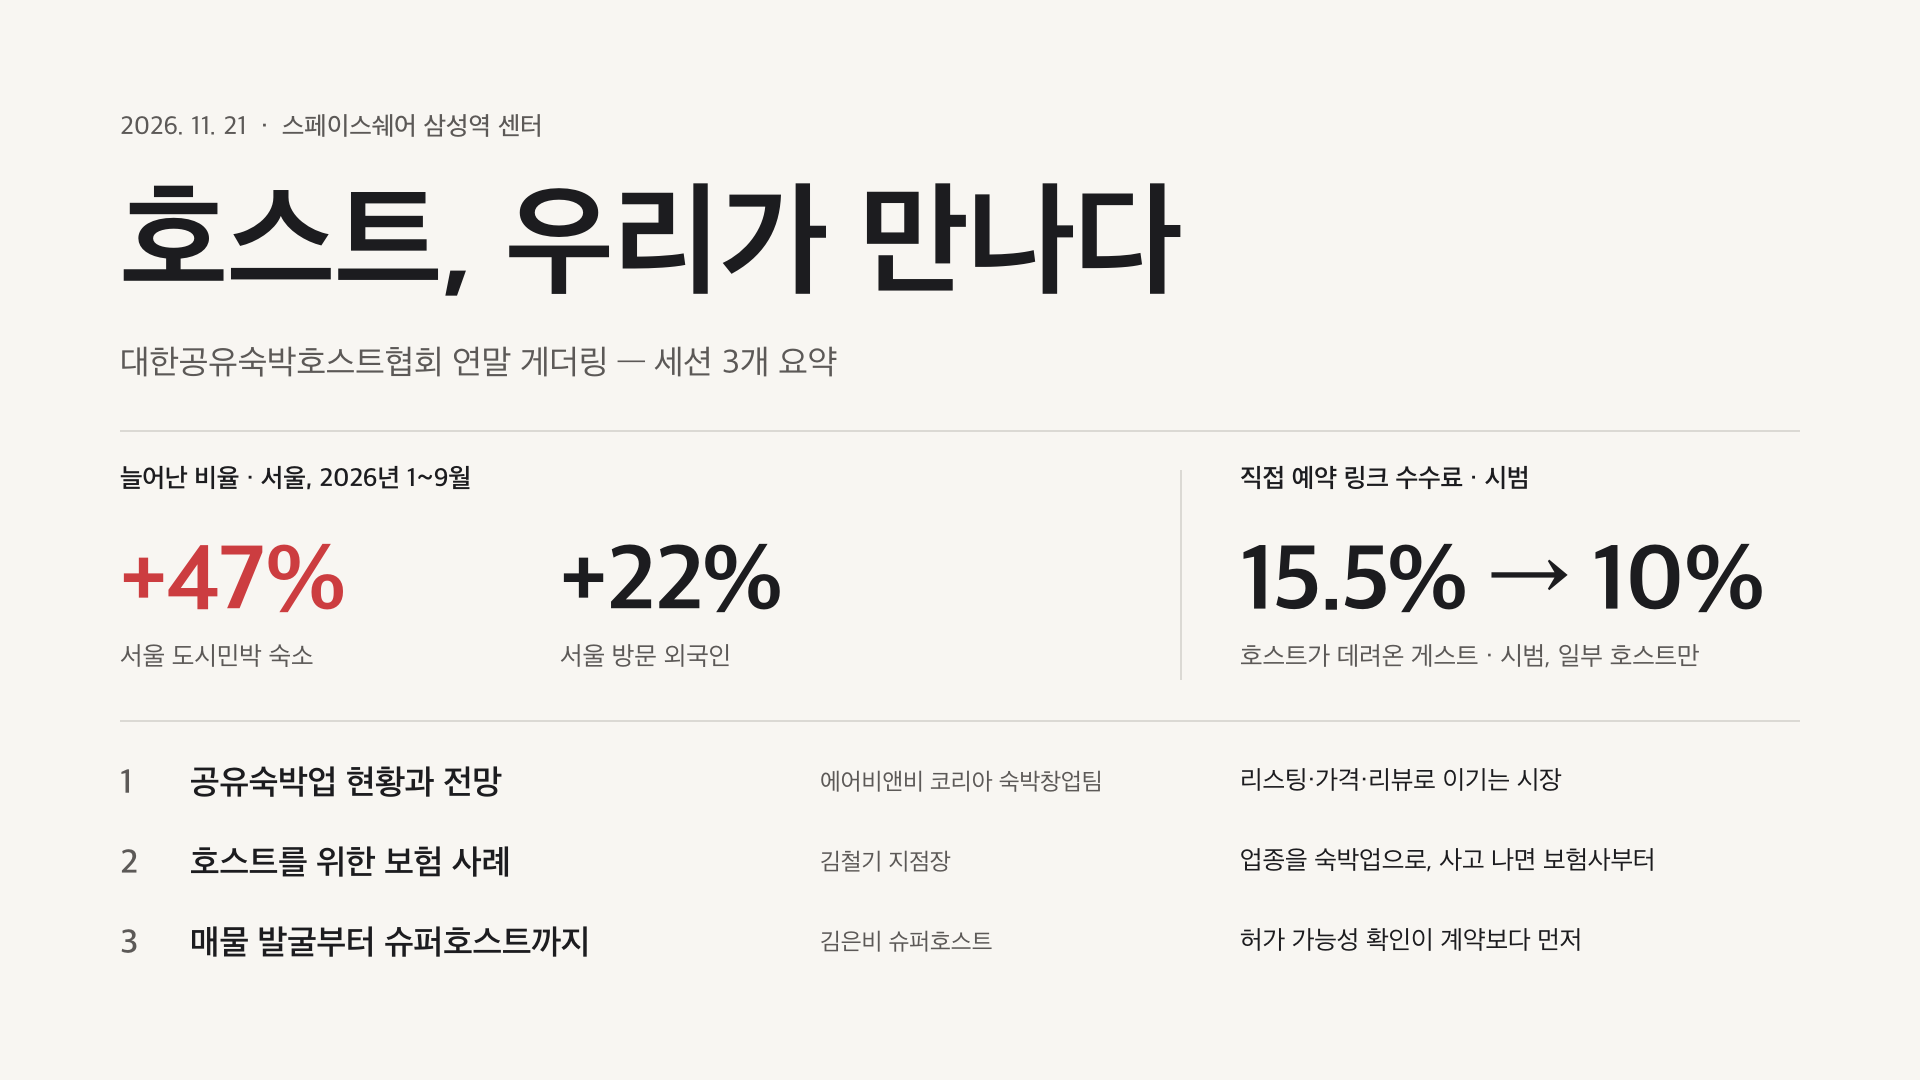 2026. 11. 21 · 스페이스쉐어 삼성역 센터
호스트, 우리가 만나다
대한공유숙박호스트협회 연말 게더링 — 세션 3개 요약
늘어난 비율 · 서울, 2026년 1~9월
+47%
서울 도시민박 숙소
+22%
서울 방문 외국인
직접 예약 링크 수수료 · 시범
15.5% → 10%
호스트가 데려온 게스트 · 시범, 일부 호스트만
1 공유숙박업 현황과 전망 에어비앤비 코리아 숙박창업팀 리스팅·가격·리뷰로 이기는 시장
2 호스트를 위한 보험 사례 김철기 지점장 업종을 숙박업으로, 사고 나면 보험사부터
3 매물 발굴부터 슈퍼호스트까지 김은비 슈퍼호스트 허가 가능성 확인이 계약보다 먼저